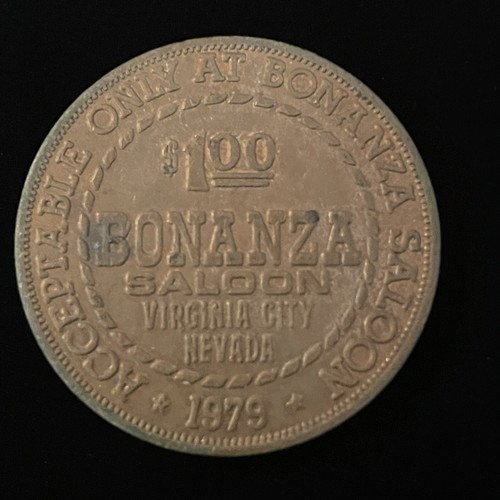 ACCEPTABLE ONLY AT BONANZA SALOON
$1.00
BONANZA
SALOON
VIRGINIA CITY
NEVADA
1979